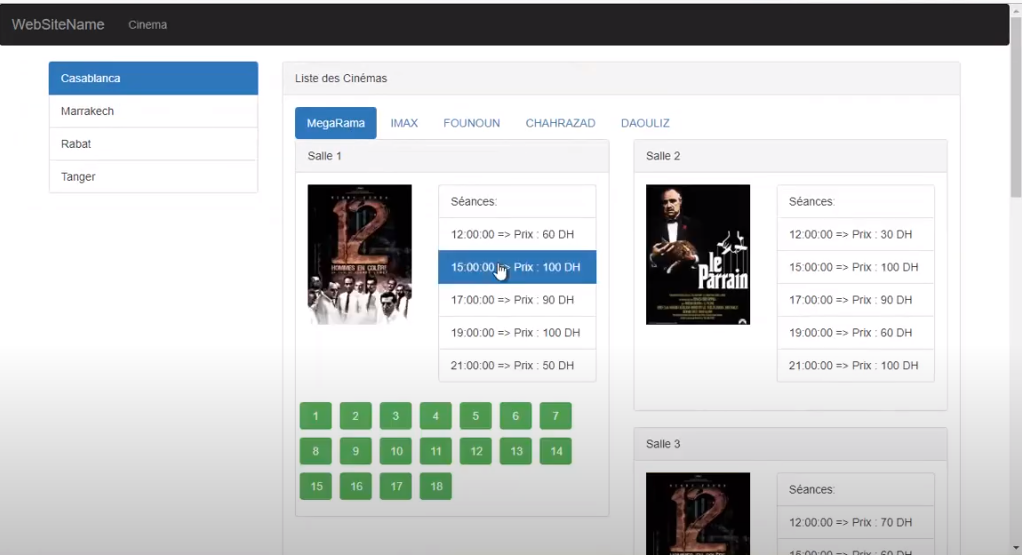 WebSiteName Cinema
Casablanca
Marrakech
Rabat
Tanger
Liste des Cinémas
MegaRama IMAX FOUNOUN CHAHRAZAD DAOULIZ
Salle 1
12
HOMMES EN COLÈRE
Séances:
12:00:00 => Prix : 60 DH
15:00:00 => Prix : 100 DH
17:00:00 => Prix : 90 DH
19:00:00 => Prix : 100 DH
21:00:00 => Prix : 50 DH
1 2 3 4 5 6 7
8 9 10 11 12 13 14
15 16 17 18
Salle 2
le
Parrain
Séances:
12:00:00 => Prix : 30 DH
15:00:00 => Prix : 100 DH
17:00:00 => Prix : 90 DH
19:00:00 => Prix : 60 DH
21:00:00 => Prix : 100 DH
Salle 3
12
Séances:
12:00:00 => Prix : 70 DH
15:00:00 => Prix : 60 DH